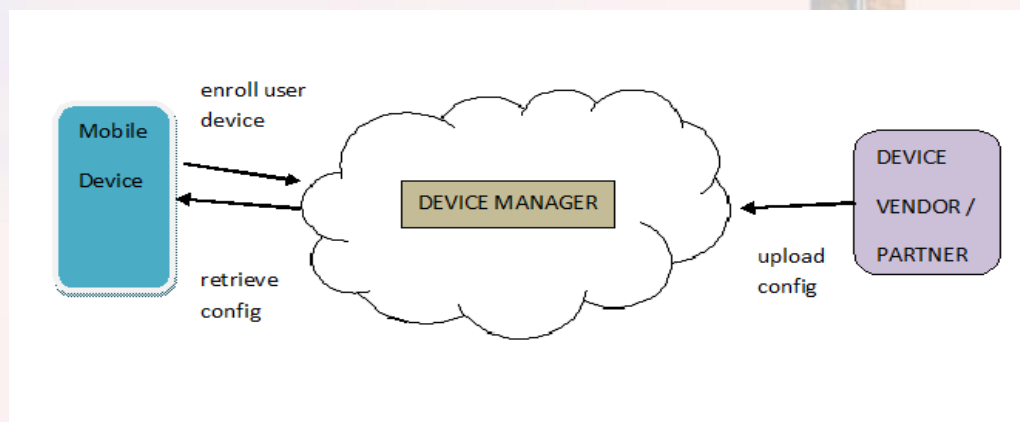 enroll user
device
Mobile
Device
DEVICE MANAGER
DEVICE
VENDOR /
PARTNER
retrieve
config
upload
config